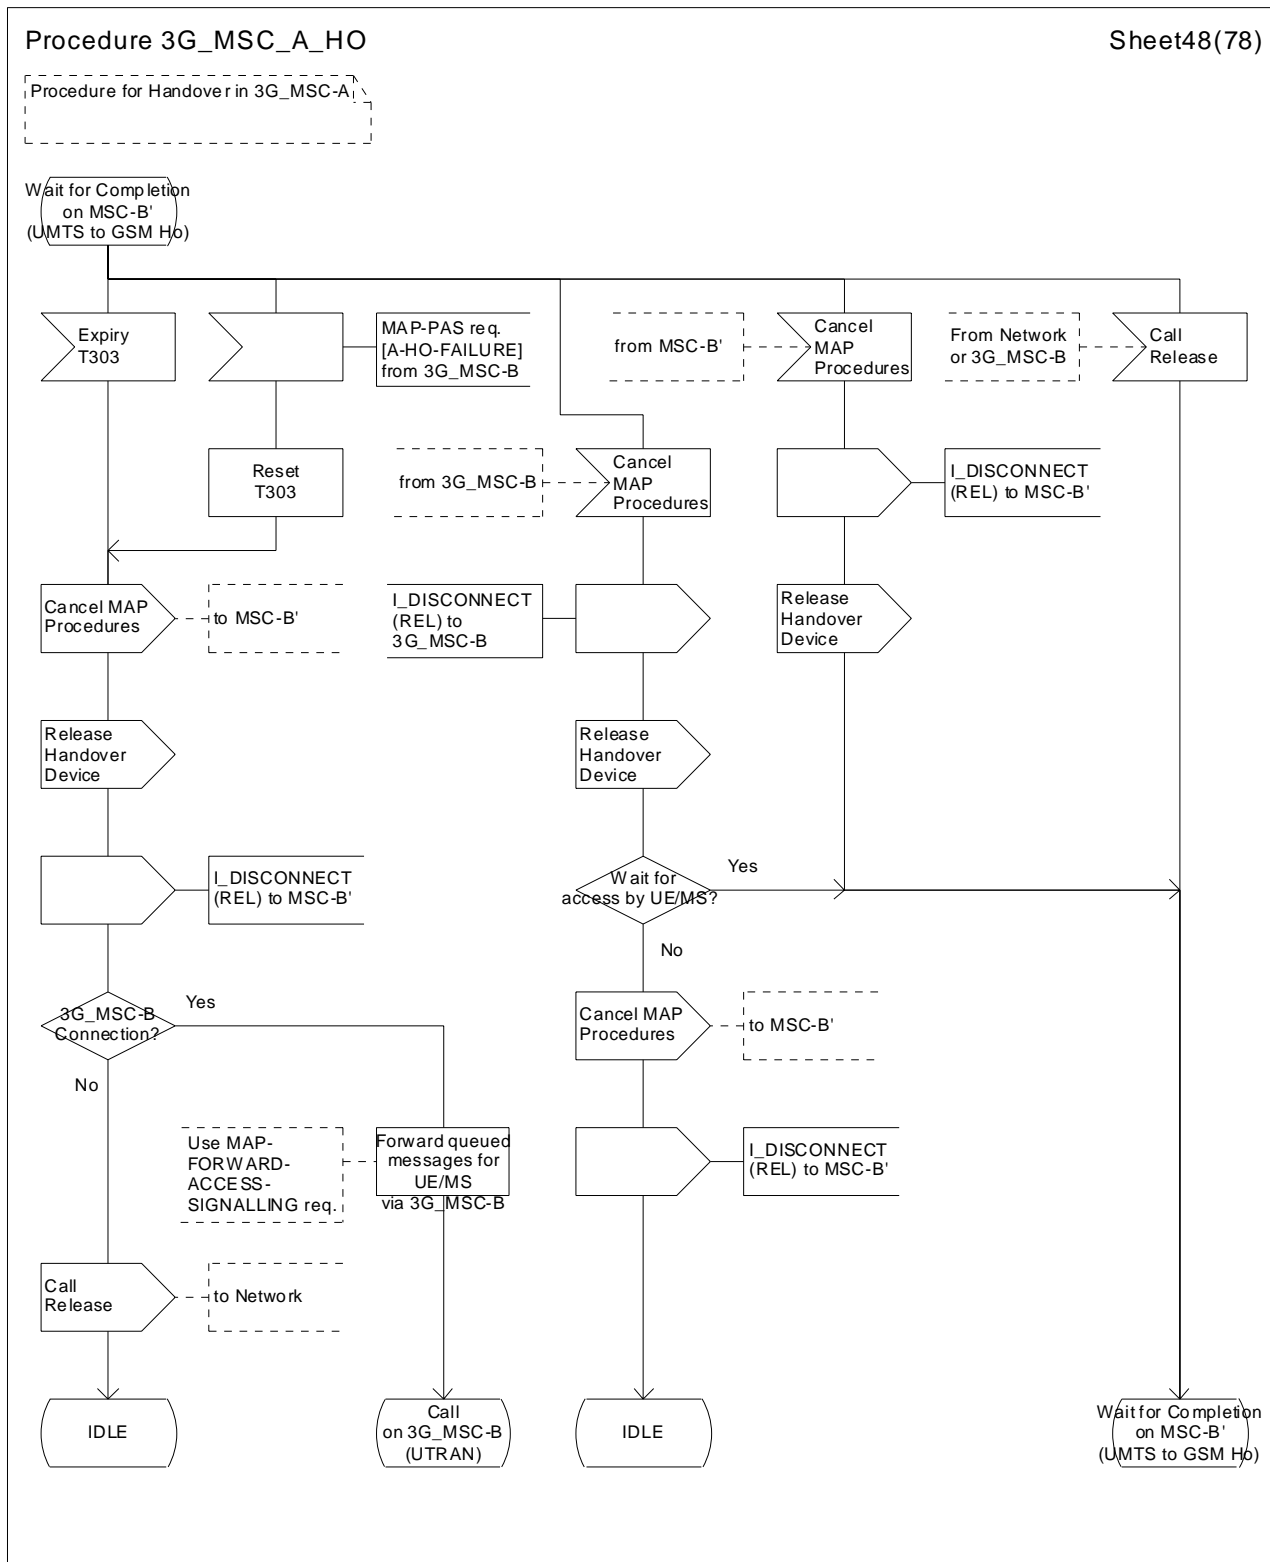 Procedure 3G_MSC_A_HO
Sheet48(78)
Procedure for Handover in 3G_MSC-A
Wait for Completion
on MSC-B'
(UMTS to GSM Ho)
Expiry
T303
MAP-PAS req.
[A-HO-FAILURE]
from 3G_MSC-B
from MSC-B'
Cancel
MAP
Procedures
From Network
or 3G_MSC-B
Call
Release
Reset
T303
from 3G_MSC-B
Cancel
MAP
Procedures
I_DISCONNECT
(REL) to MSC-B'
Cancel MAP
Procedures
to MSC-B'
I_DISCONNECT
(REL) to
3G_MSC-B
Release
Handover
Device
Release
Handover
Device
Release
Handover
Device
I_DISCONNECT
(REL) to MSC-B'
Wait for
access by UE/MS?
Yes
No
3G_MSC-B
Connection?
Yes
No
Cancel MAP
Procedures
to MSC-B'
Use MAP-
FORWARD-
ACCESS-
SIGNALLING req.
Forward queued
messages for
UE/MS
via 3G_MSC-B
I_DISCONNECT
(REL) to MSC-B'
Call
Release
to Network
IDLE
Call
on 3G_MSC-B
(UTRAN)
IDLE
Wait for Completion
on MSC-B'
(UMTS to GSM Ho)